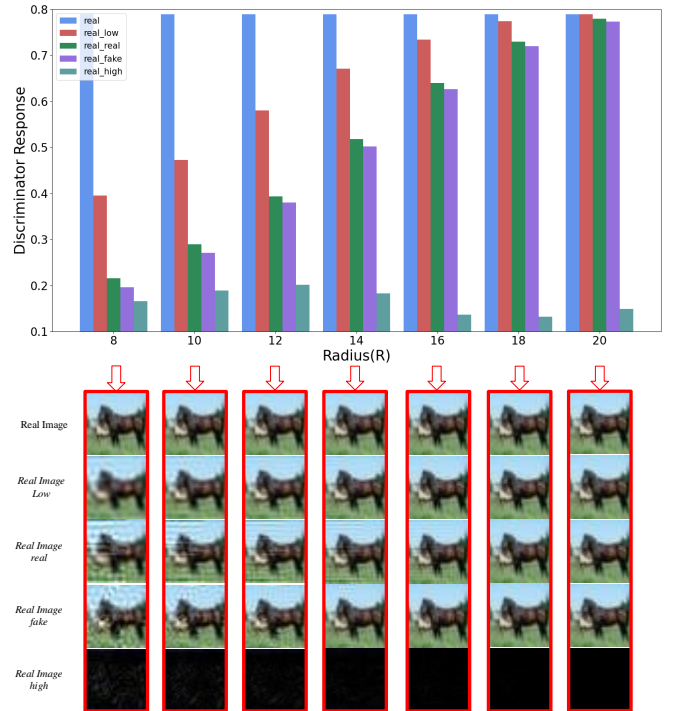 0.8
0.7
0.6
0.5
0.4
0.3
0.2
0.1
Discriminator Response
real
real_low
real_real
real_fake
real_high
8 10 12 14 16 18 20
Radius(R)
Real Image
Real Image
Low
Real Image
real
Real Image
fake
Real Image
high